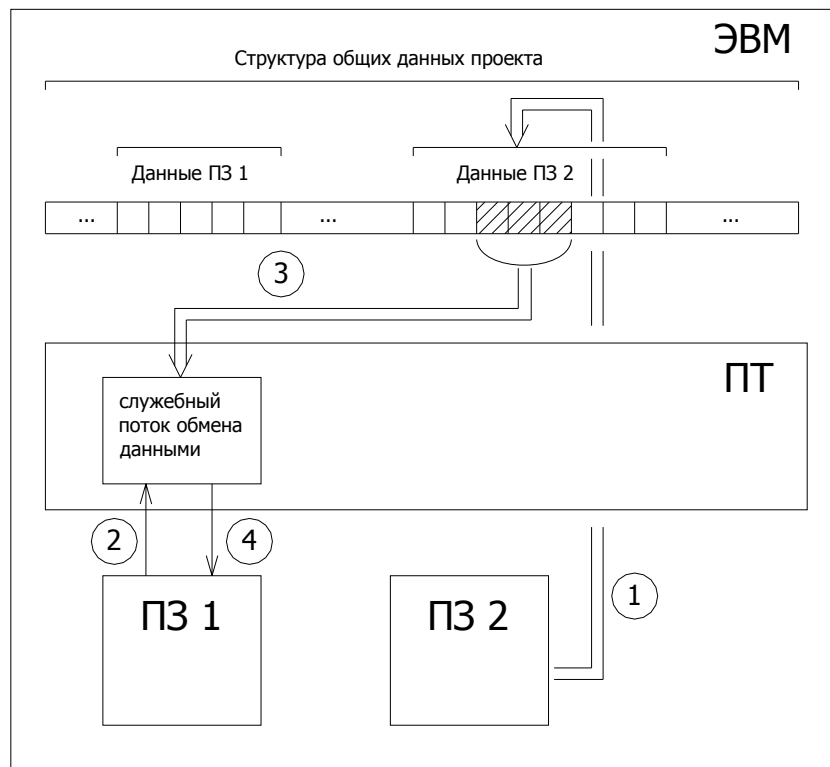 ЭВМ
Структура общих данных проекта
Данные ПЗ 1
Данные ПЗ 2
... ... ...
3
ПТ
служебный
поток обмена
данными
2
4
1
ПЗ 1
ПЗ 2